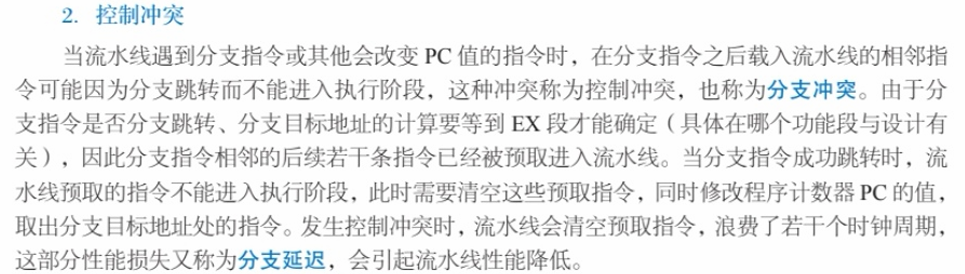 2. 控制冲突
当流水线遇到分支指令或其他会改变 PC 值的指令时，在分支指令之后载入流水线的相邻指
令可能因为分支跳转而不能进入执行阶段，这种冲突称为控制冲突，也称为分支冲突。由于分
支指令是否分支跳转、分支目标地址的计算要等到 EX 段才能确定（具体在哪个功能段与设计有
关），因此分支指令相邻的后续若干条指令已经被预取进入流水线。当分支指令成功跳转时，流
水线预取的指令不能进入执行阶段，此时需要清空这些预取指令，同时修改程序计数器 PC 的值，
取出分支目标地址处的指令。发生控制冲突时，流水线会清空预取指令，浪费了若干个时钟周期，
这部分性能损失又称为分支延迟，会引起流水线性能降低。